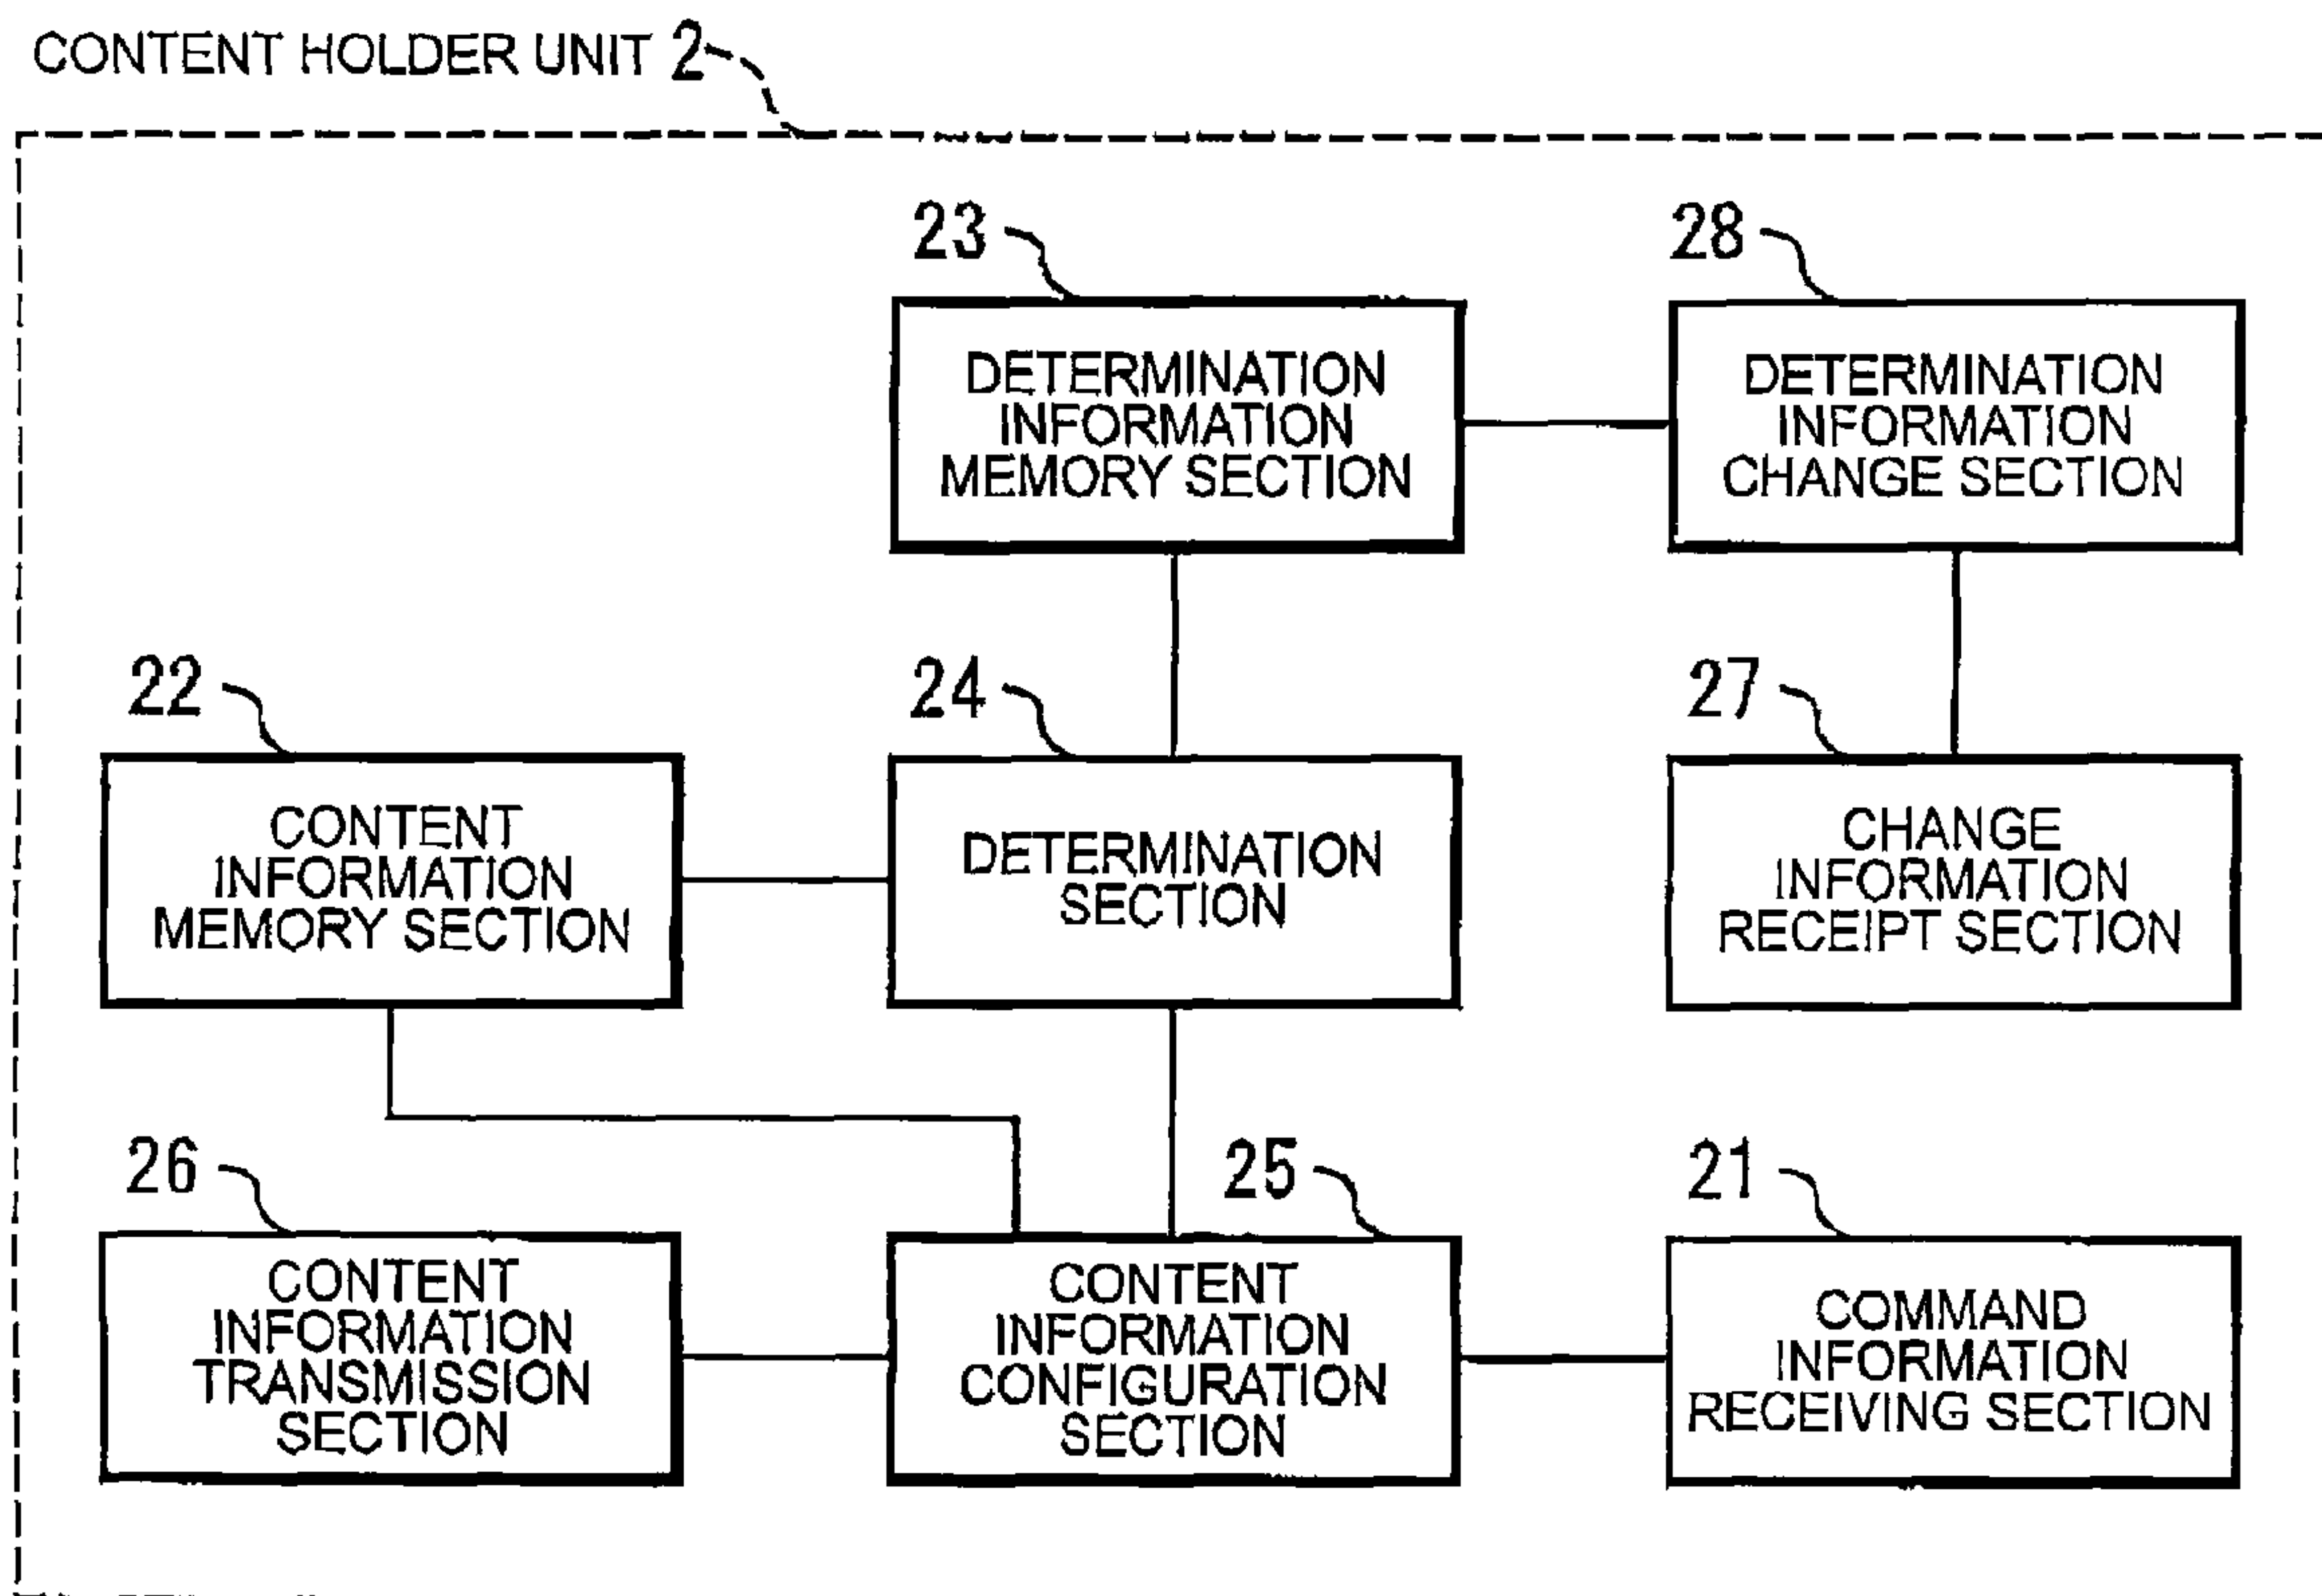 CONTENT HOLDER UNIT 2
23
28
DETERMINATION
INFORMATION
MEMORY SECTION
DETERMINATION
INFORMATION
CHANGE SECTION
22
24
27
CONTENT
INFORMATION
MEMORY SECTION
DETERMINATION
SECTION
CHANGE
INFORMATION
RECEIPT SECTION
26
25
21
CONTENT
INFORMATION
TRANSMISSION
SECTION
CONTENT
INFORMATION
CONFIGURATION
SECTION
COMMAND
INFORMATION
RECEIVING SECTION